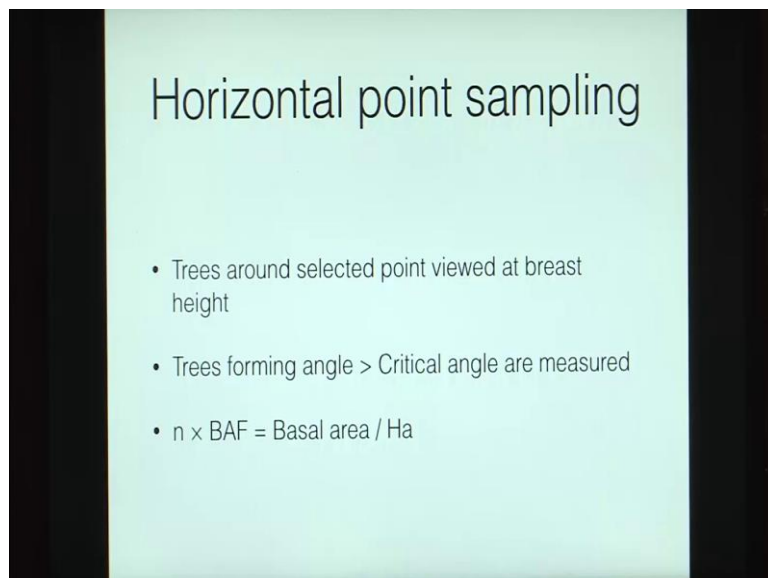 Horizontal point sampling
• Trees around selected point viewed at breast
height
• Trees forming angle > Critical angle are measured
• n x BAF = Basal area / Ha